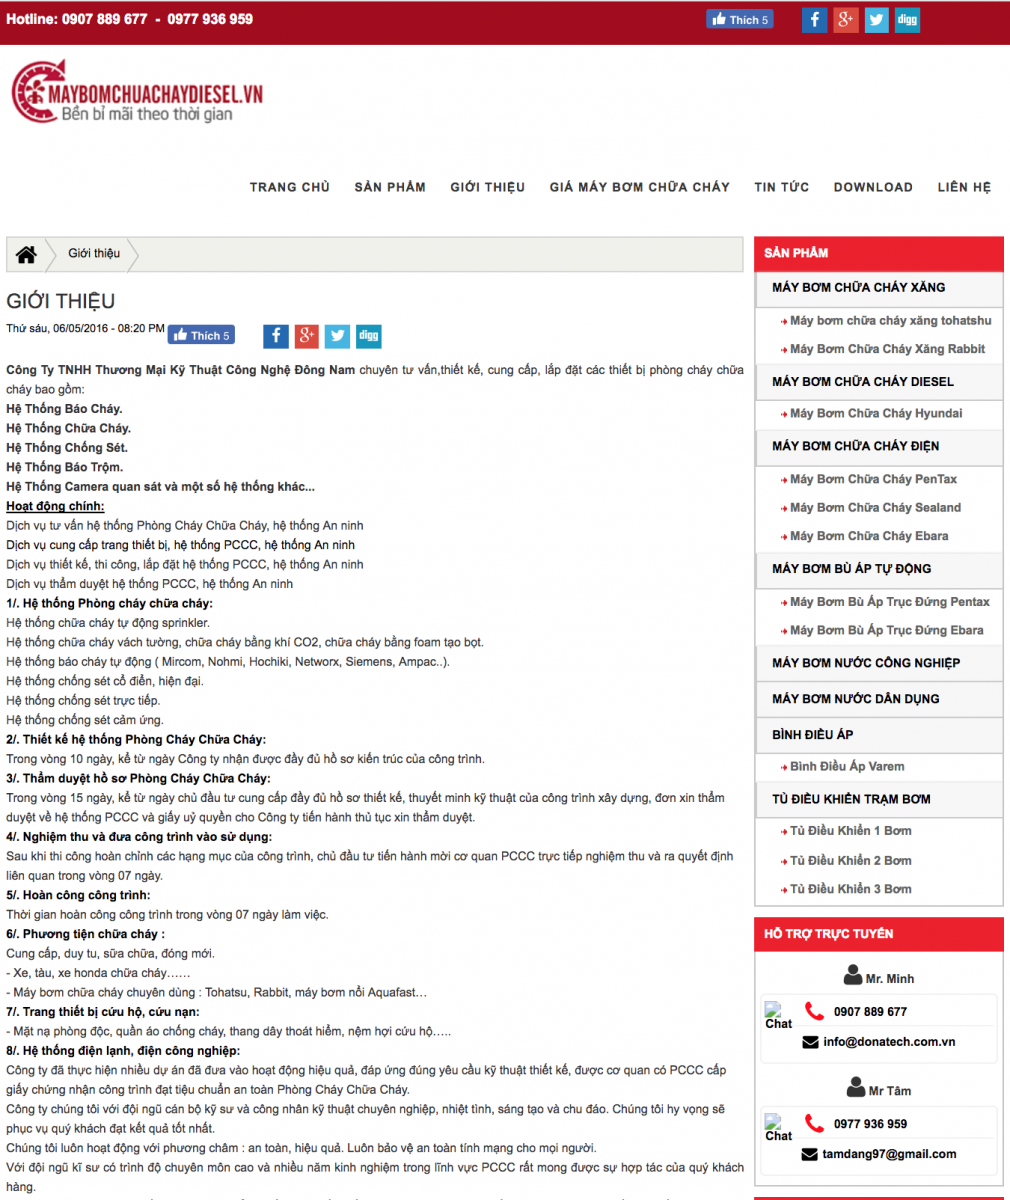 Hotline: 0907 889 677 - 0977 936 959
Thích 5
f
g+
digg
MAYBOMCHUACHAYDIESEL.VN
Bền bỉ mãi theo thời gian
TRANG CHỦ SẢN PHẨM GIỚI THIỆU GIÁ MÁY BƠM CHỮA CHÁY TIN TỨC DOWNLOAD LIÊN HỆ
Giới thiệu
GIỚI THIỆU
Thứ sáu, 06/05/2016 - 08:20 PM
Thích 5
f
g+
digg
Công Ty TNHH Thương Mại Kỹ Thuật Công Nghệ Đông Nam chuyên tư vấn,thiết kế, cung cấp, lắp đặt các thiết bị phòng cháy chữa
cháy bao gồm:
Hệ Thống Báo Cháy.
Hệ Thống Chữa Cháy.
Hệ Thống Chống Sét.
Hệ Thống Báo Trộm.
Hệ Thống Camera quan sát và một số hệ thống khác...
Hoạt động chính:
Dịch vụ tư vấn hệ thống Phòng Cháy Chữa Cháy, hệ thống An ninh
Dịch vụ cung cấp trang thiết bị, hệ thống PCCC, hệ thống An ninh
Dịch vụ thiết kế, thi công, lắp đặt hệ thống PCCC, hệ thống An ninh
Dịch vụ thẩm duyệt hệ thống PCCC, hệ thống An ninh
1/. Hệ thống Phòng cháy chữa cháy:
Hệ thống chữa cháy tự động sprinkler.
Hệ thống chữa cháy vách tường, chữa cháy bằng khí CO2, chữa cháy bằng foam tạo bọt.
Hệ thống báo cháy tự động ( Mircom, Nohmi, Hochiki, Networx, Siemens, Ampac..).
Hệ thống chống sét cổ điển, hiện đại.
Hệ thống chống sét trực tiếp.
Hệ thống chống sét cảm ứng.
2/. Thiết kế hệ thống Phòng Cháy Chữa Cháy:
Trong vòng 10 ngày, kể từ ngày Công ty nhận được đầy đủ hồ sơ kiến trúc của công trình.
3/. Thẩm duyệt hồ sơ Phòng Cháy Chữa Cháy:
Trong vòng 15 ngày, kể từ ngày chủ đầu tư cung cấp đầy đủ hồ sơ thiết kế, thuyết minh kỹ thuật của công trình xây dựng, đơn xin thẩm
duyệt về hệ thống PCCC và giấy uỷ quyền cho Công ty tiến hành thủ tục xin thẩm duyệt.
4/. Nghiệm thu và đưa công trình vào sử dụng:
Sau khi thi công hoàn chỉnh các hạng mục của công trình, chủ đầu tư tiến hành mời cơ quan PCCC trực tiếp nghiệm thu và ra quyết định
liên quan trong vòng 07 ngày.
5/. Hoàn công công trình:
Thời gian hoàn công công trình trong vòng 07 ngày làm việc.
6/. Phương tiện chữa cháy :
Cung cấp, duy tu, sữa chữa, đóng mới.
- Xe, tàu, xe honda chữa cháy……
- Máy bơm chữa cháy chuyên dùng : Tohatsu, Rabbit, máy bơm nổi Aquafast…
7/. Trang thiết bị cứu hộ, cứu nạn:
- Mặt nạ phòng độc, quần áo chống cháy, thang dây thoát hiểm, nệm hơi cứu hộ…..
8/. Hệ thống điện lạnh, điện công nghiệp:
Công ty đã thực hiện nhiều dự án đã đưa vào hoạt động hiệu quả, đáp ứng đúng yêu cầu kỹ thuật thiết kế, được cơ quan có PCCC cấp
giấy chứng nhận công trình đạt tiêu chuẩn an toàn Phòng Cháy Chữa Cháy.
Công ty chúng tôi với đội ngũ cán bộ kỹ sư và công nhân kỹ thuật chuyên nghiệp, nhiệt tình, sáng tạo và chu đáo. Chúng tôi hy vọng sẽ
phục vụ quý khách đạt kết quả tốt nhất.
Chúng tôi luôn hoạt động với phương châm : an toàn, hiệu quả. Luôn bảo vệ an toàn tính mạng cho mọi người.
Với đội ngũ kĩ sư có trình độ chuyên môn cao và nhiều năm kinh nghiệm trong lĩnh vực PCCC rất mong được sự hợp tác của quý khách
hàng.
SẢN PHẨM
MÁY BƠM CHỮA CHÁY XĂNG
Máy bơm chữa cháy xăng tohatshu
Máy Bơm Chữa Cháy Xăng Rabbit
MÁY BƠM CHỮA CHÁY DIESEL
Máy Bơm Chữa Cháy Hyundai
MÁY BƠM CHỮA CHÁY ĐIỆN
Máy Bơm Chữa Cháy PenTax
Máy Bơm Chữa Cháy Sealand
Máy Bơm Chữa Cháy Ebara
MÁY BƠM BÙ ÁP TỰ ĐỘNG
Máy Bơm Bù Áp Trục Đứng Pentax
Máy Bơm Bù Áp Trục Đứng Ebara
MÁY BƠM NƯỚC CÔNG NGHIỆP
MÁY BƠM NƯỚC DÂN DỤNG
BÌNH ĐIỀU ÁP
Bình Điều Áp Varem
TỦ ĐIỀU KHIỂN TRẠM BƠM
Tủ Điều Khiển 1 Bơm
Tủ Điều Khiển 2 Bơm
Tủ Điều Khiển 3 Bơm
HỖ TRỢ TRỰC TUYẾN
Mr. Minh
Chat
0907 889 677
info@donatech.com.vn
Mr Tâm
Chat
0977 936 959
tamdang97@gmail.com